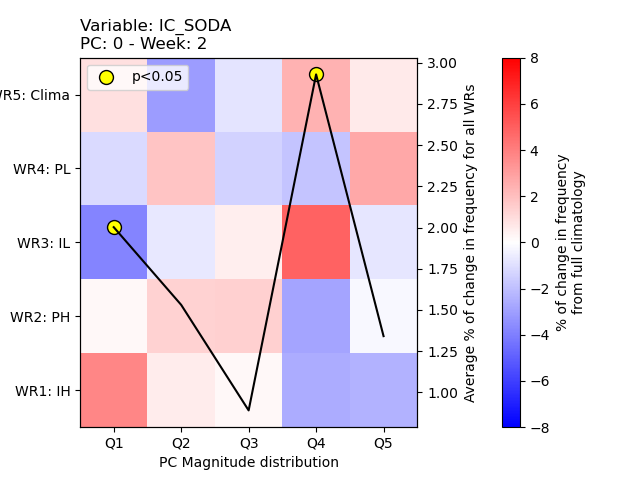 Variable: IC_SODA
PC: 0 - Week: 2
p<0.05
WR5: Clima
WR4: PL
WR3: IL
WR2: PH
WR1: IH
Q1 Q2 Q3 Q4 Q5
PC Magnitude distribution
3.00
2.75
2.50
2.25
2.00
1.75
1.50
1.25
1.00
Average % of change in frequency for all WRs
8
6
4
2
0
−2
−4
−6
−8
% of change in frequency
from full climatology